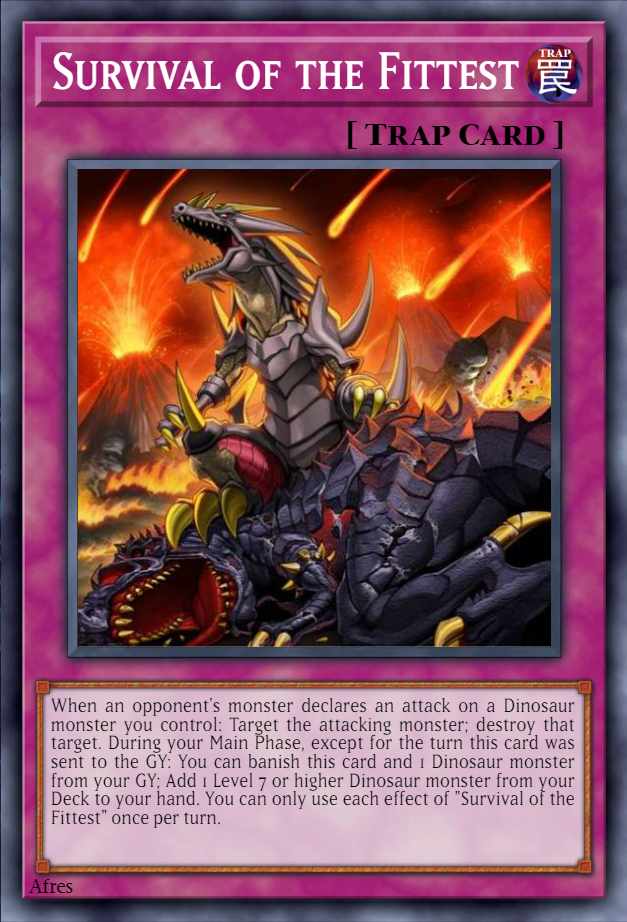 Survival of the Fittest
TRAP
罠
[ Trap Card ]
When an opponent's monster declares an attack on a Dinosaur
monster you control: Target the attacking monster; destroy that
target. During your Main Phase, except for the turn this card was
sent to the GY: You can banish this card and 1 Dinosaur monster
from your GY; Add 1 Level 7 or higher Dinosaur monster from your
Deck to your hand. You can only use each effect of "Survival of the
Fittest" once per turn.
Afres